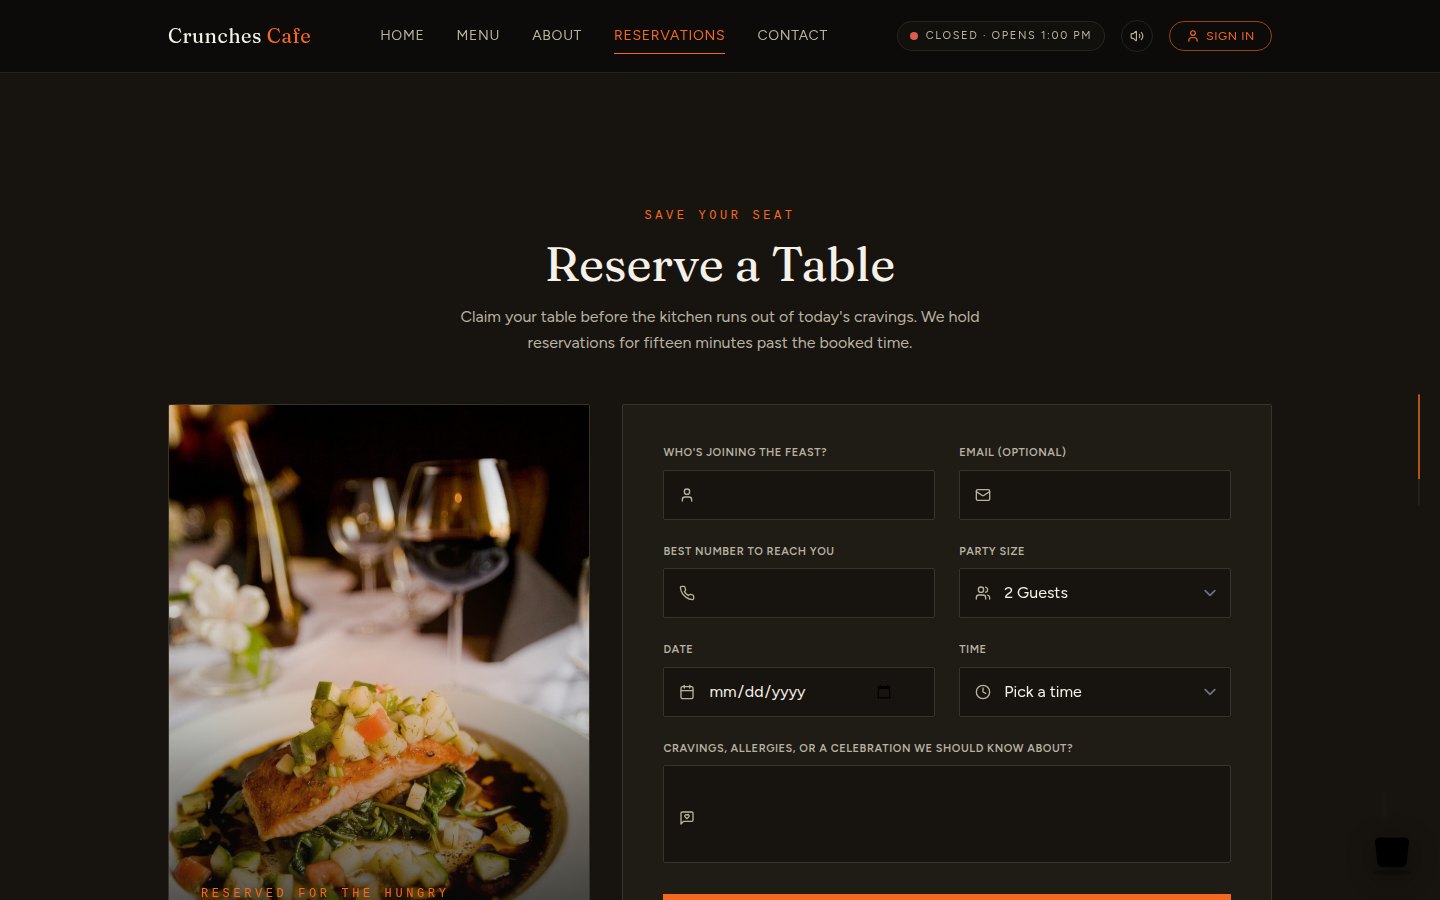 Crunches Cafe
HOME
MENU
ABOUT
RESERVATIONS
CONTACT
CLOSED · OPENS 1:00 PM
SIGN IN
SAVE YOUR SEAT
Reserve a Table
Claim your table before the kitchen runs out of today's cravings. We hold
reservations for fifteen minutes past the booked time.
WHO'S JOINING THE FEAST?
EMAIL (OPTIONAL)
BEST NUMBER TO REACH YOU
PARTY SIZE
2 Guests
DATE
TIME
mm/dd/yyyy
Pick a time
CRAVINGS, ALLERGIES, OR A CELEBRATION WE SHOULD KNOW ABOUT?
RESERVED FOR THE HUNGRY